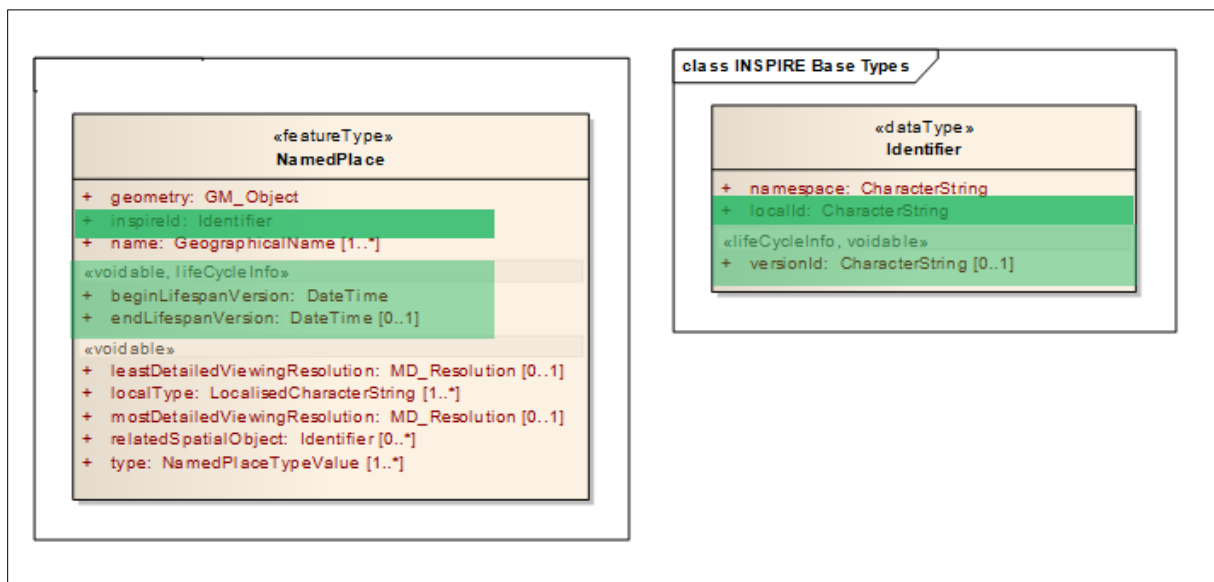 «featureType»
NamedPlace
+ geometry: GM_Object
+ inspireId: Identifier
+ name: GeographicalName [1..*]
«voidable, lifeCycleInfo»
+ beginLifespanVersion: DateTime
+ endLifespanVersion: DateTime [0..1]
«voidable»
+ leastDetailedViewingResolution: MD_Resolution [0..1]
+ localType: LocalisedCharacterString [1..*]
+ mostDetailedViewingResolution: MD_Resolution [0..1]
+ relatedSpatialObject: Identifier [0..*]
+ type: NamedPlaceTypeValue [1..*]
class INSPIRE Base Types
«dataType»
Identifier
+ namespace: CharacterString
+ localId: CharacterString
«lifeCycleInfo, voidable»
+ versionId: CharacterString [0..1]